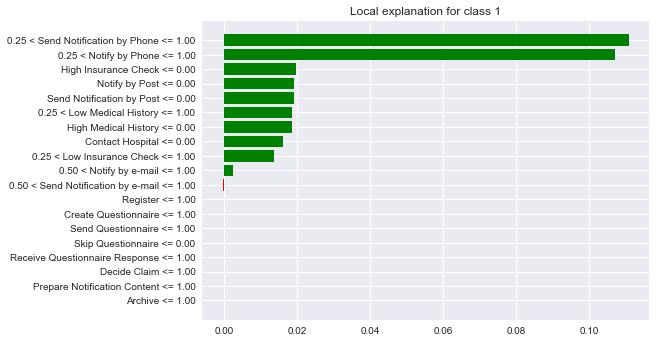 Local explanation for class 1
0.25 < Send Notification by Phone <= 1.00
0.25 < Notify by Phone <= 1.00
High Insurance Check <= 0.00
Notify by Post <= 0.00
Send Notification by Post <= 0.00
0.25 < Low Medical History <= 1.00
High Medical History <= 0.00
Contact Hospital <= 0.00
0.25 < Low Insurance Check <= 1.00
0.50 < Notify by e-mail <= 1.00
0.50 < Send Notification by e-mail <= 1.00
Register <= 1.00
Create Questionnaire <= 1.00
Send Questionnaire <= 1.00
Skip Questionnaire <= 0.00
Receive Questionnaire Response <= 1.00
Decide Claim <= 1.00
Prepare Notification Content <= 1.00
Archive <= 1.00
0.00 0.02 0.04 0.06 0.08 0.10